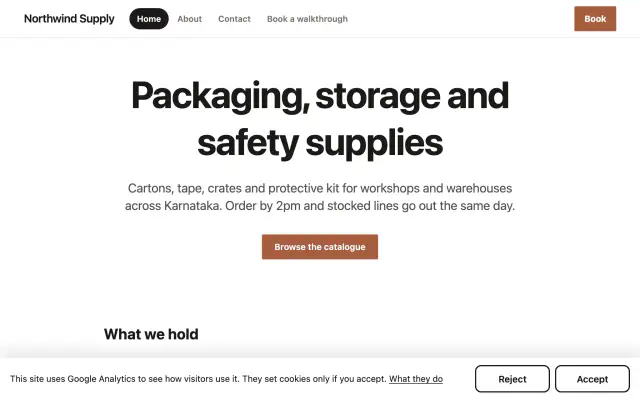 Northwind Supply
Home
About
Contact
Book a walkthrough
Book
Packaging, storage and
safety supplies
Cartons, tape, crates and protective kit for workshops and warehouses
across Karnataka. Order by 2pm and stocked lines go out the same day.
Browse the catalogue
What we hold
This site uses Google Analytics to see how visitors use it. They set cookies only if you accept. What they do
Reject
Accept